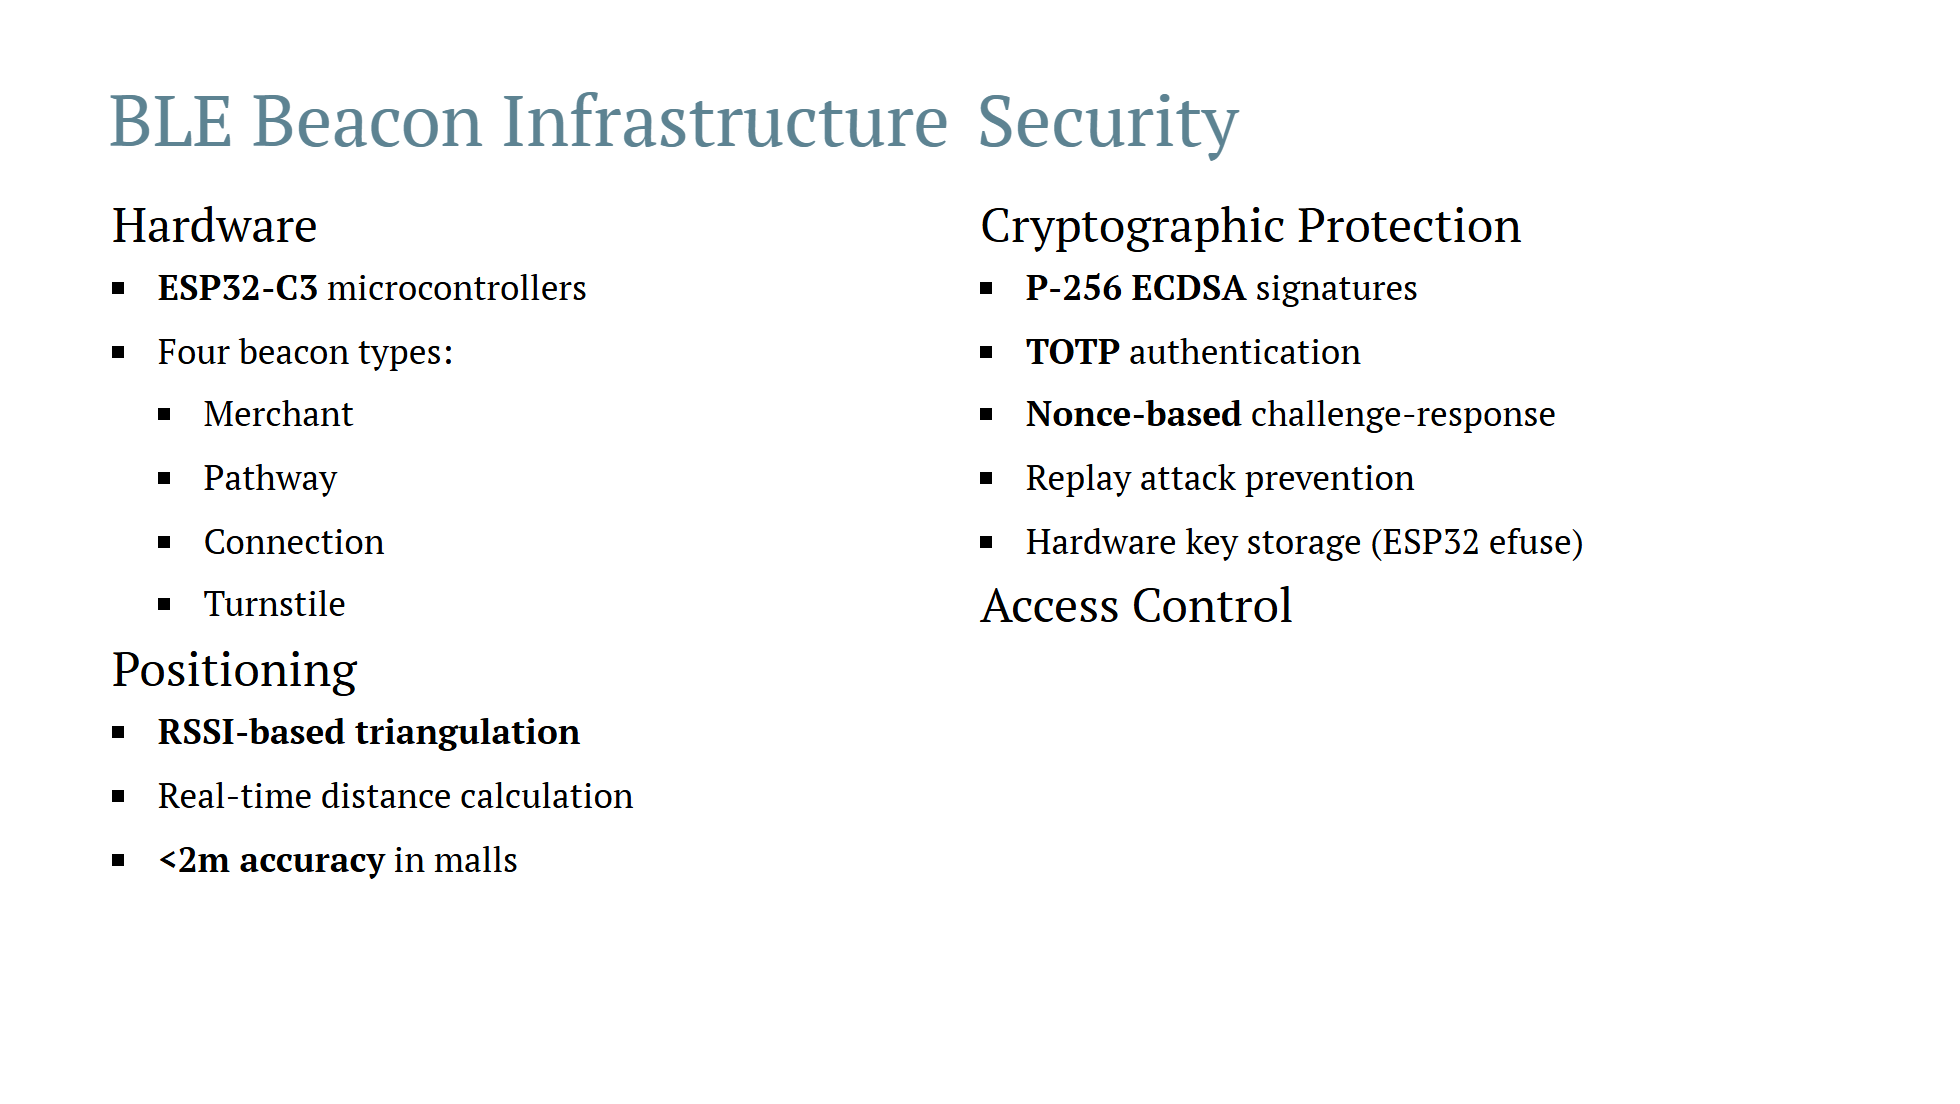 BLE Beacon Infrastructure
Hardware
ESP32-C3 microcontrollers
Four beacon types:
Merchant
Pathway
Connection
Turnstile
Positioning
RSSI-based triangulation
Real-time distance calculation
<2m accuracy in malls
Security
Cryptographic Protection
P-256 ECDSA signatures
TOTP authentication
Nonce-based challenge-response
Replay attack prevention
Hardware key storage (ESP32 efuse)
Access Control